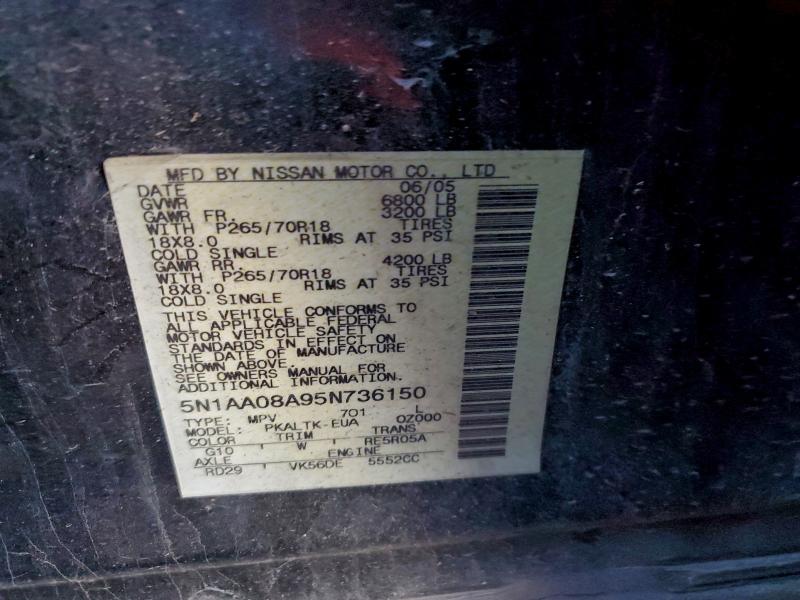 MFD BY NISSAN MOTOR CO., LTD
DATE 06/05
GVWR 6800 LB
GAWR FR. 3200 LB
WITH P265/70R18 TIRES
18X8.0 RIMS AT 35 PSI
COLD SINGLE
GAWR RR. 4200 LB
WITH P265/70R18 TIRES
18X8.0 RIMS AT 35 PSI
COLD SINGLE
THIS VEHICLE CONFORMS TO
ALL APPLICABLE FEDERAL
MOTOR VEHICLE SAFETY
STANDARDS IN EFFECT ON
THE DATE OF MANUFACTURE
SHOWN ABOVE.
SEE OWNERS MANUAL FOR
ADDITIONAL INFORMATION.
5N1AA08A95N736150
TYPE: MPV 701 L
MODEL: PKALTK-EUA 0Z000
COLOR TRIM TRANS
G10 W RE5R05A
AXLE ENGINE
RD29 VK56DE 5552CC